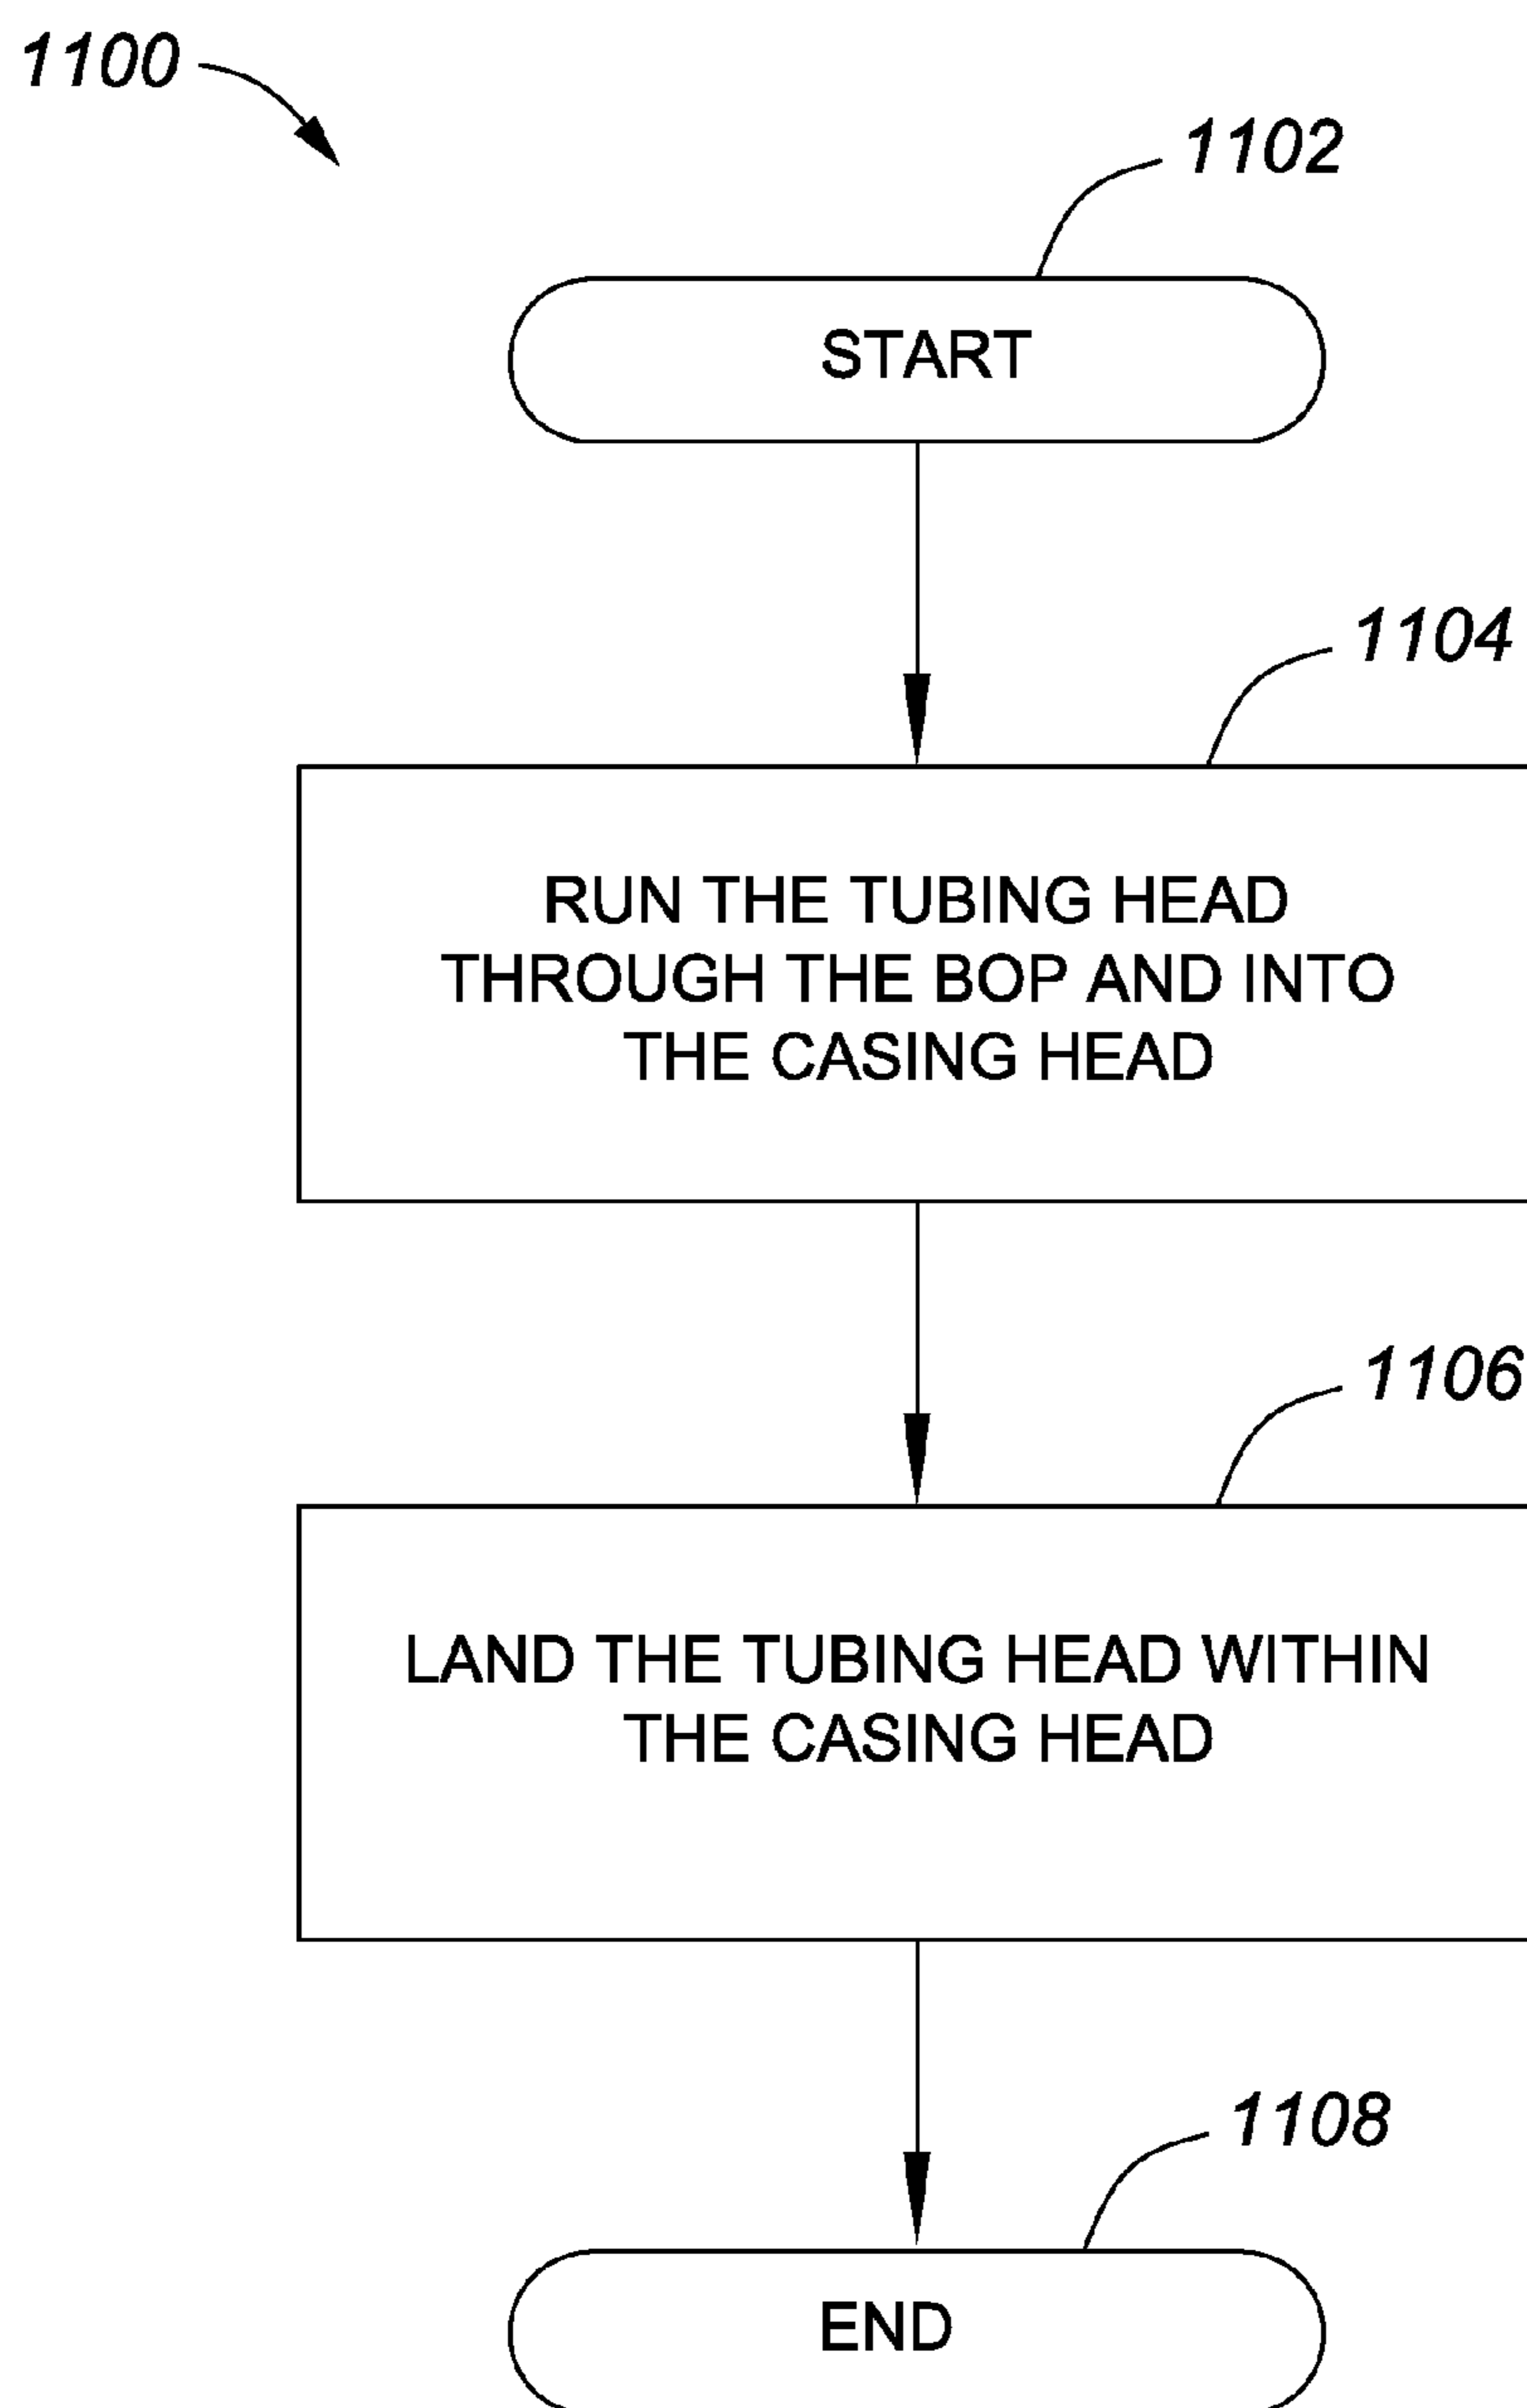 1100
1102
START
1104
RUN THE TUBING HEAD
THROUGH THE BOP AND INTO
THE CASING HEAD
1106
LAND THE TUBING HEAD WITHIN
THE CASING HEAD
1108
END